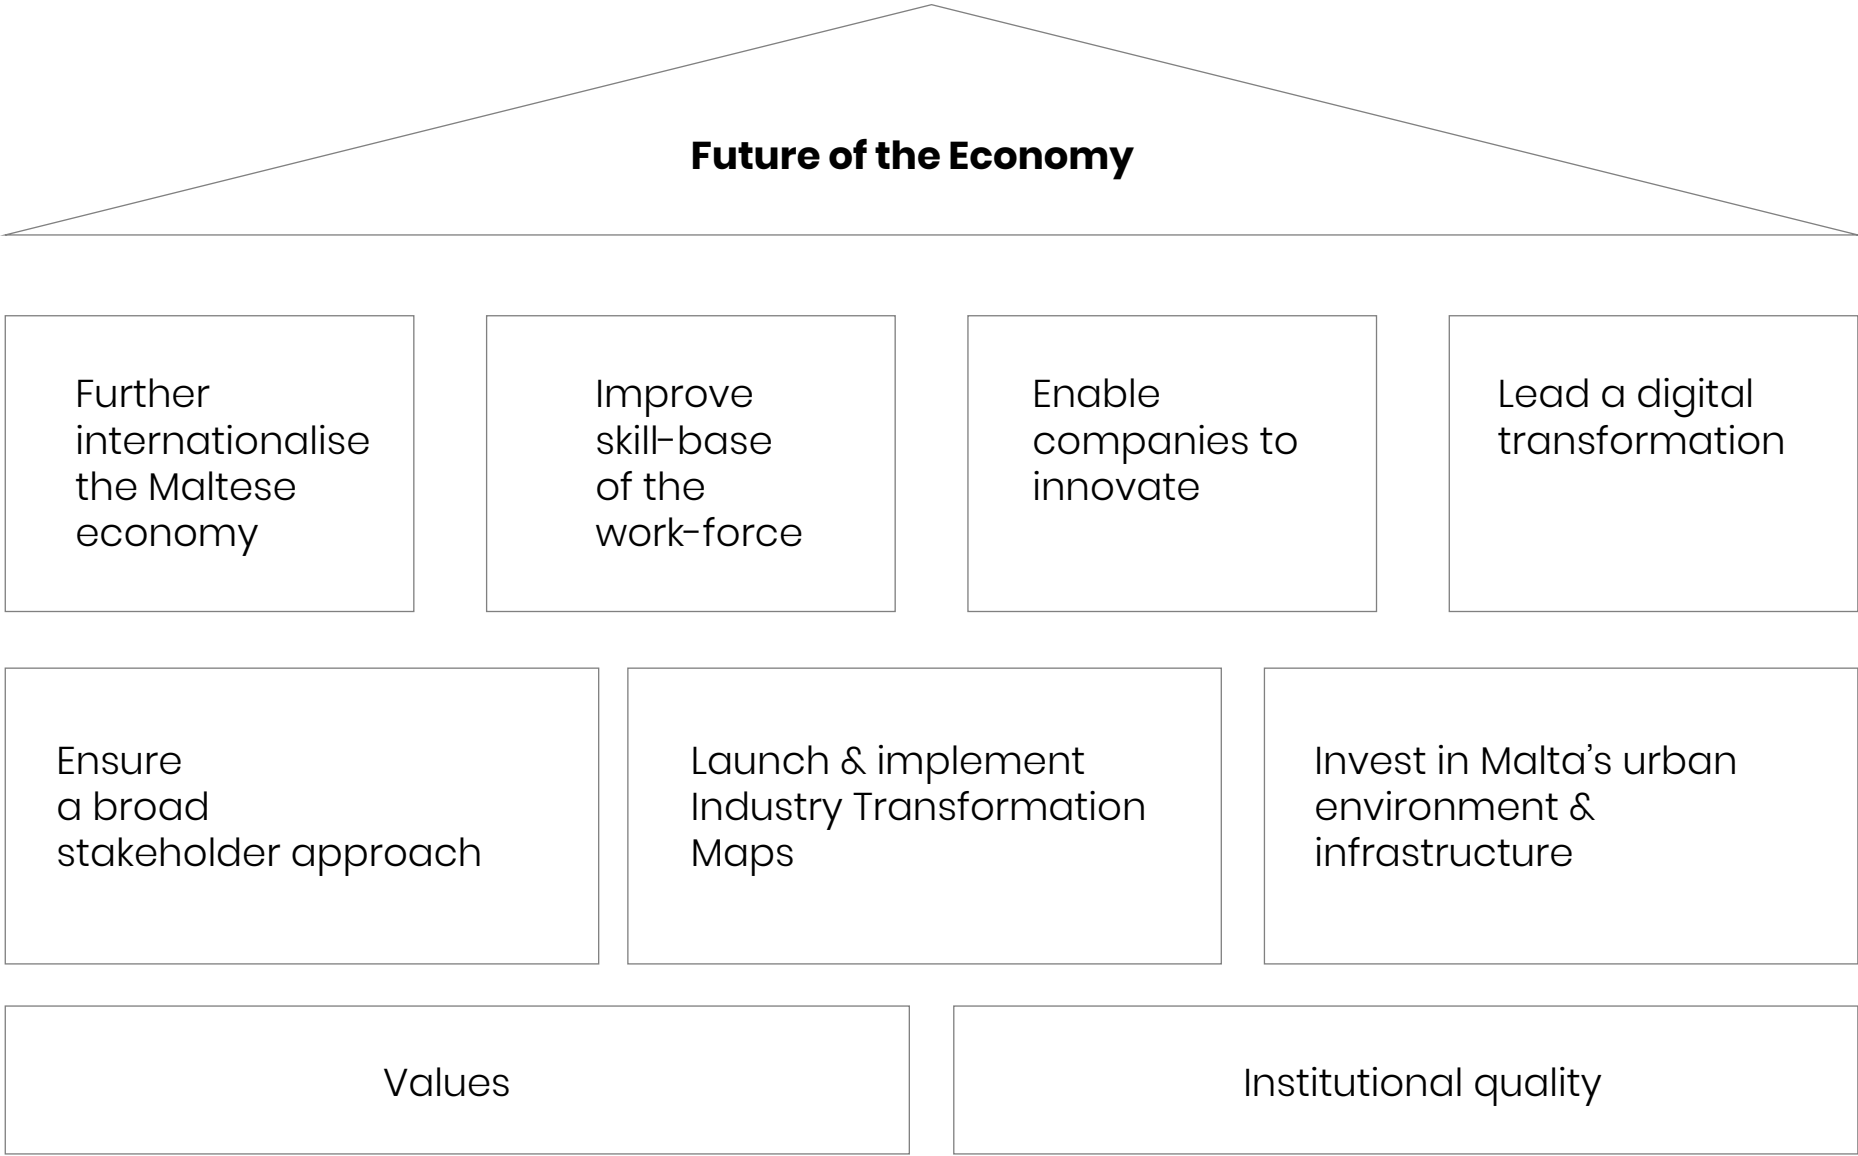 Future of the Economy
Further
internationalise
the Maltese
economy
Improve
skill-base
of the
work-force
Enable
companies to
innovate
Lead a digital
transformation
Ensure
a broad
stakeholder approach
Launch & implement
Industry Transformation
Maps
Invest in Malta’s urban
environment &
infrastructure
Values
Institutional quality